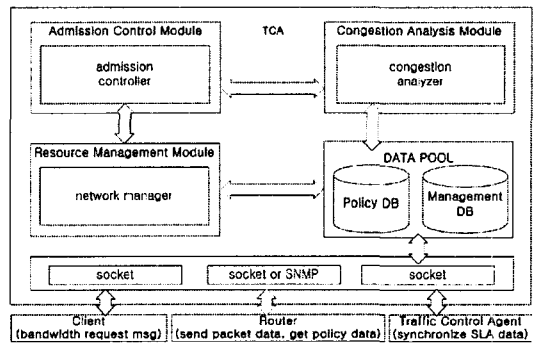 Admission Control Module
TCA
Congestion Analysis Module
admission
controller
congestion
analyzer
Resource Management Module
network manager
DATA POOL
Policy DB
Management
DB
socket
socket or SNMP
socket
Client
(bandwidth request msg)
Router
(send packet data, get policy data)
Traffic Control Agent
(synchronize SLA data)